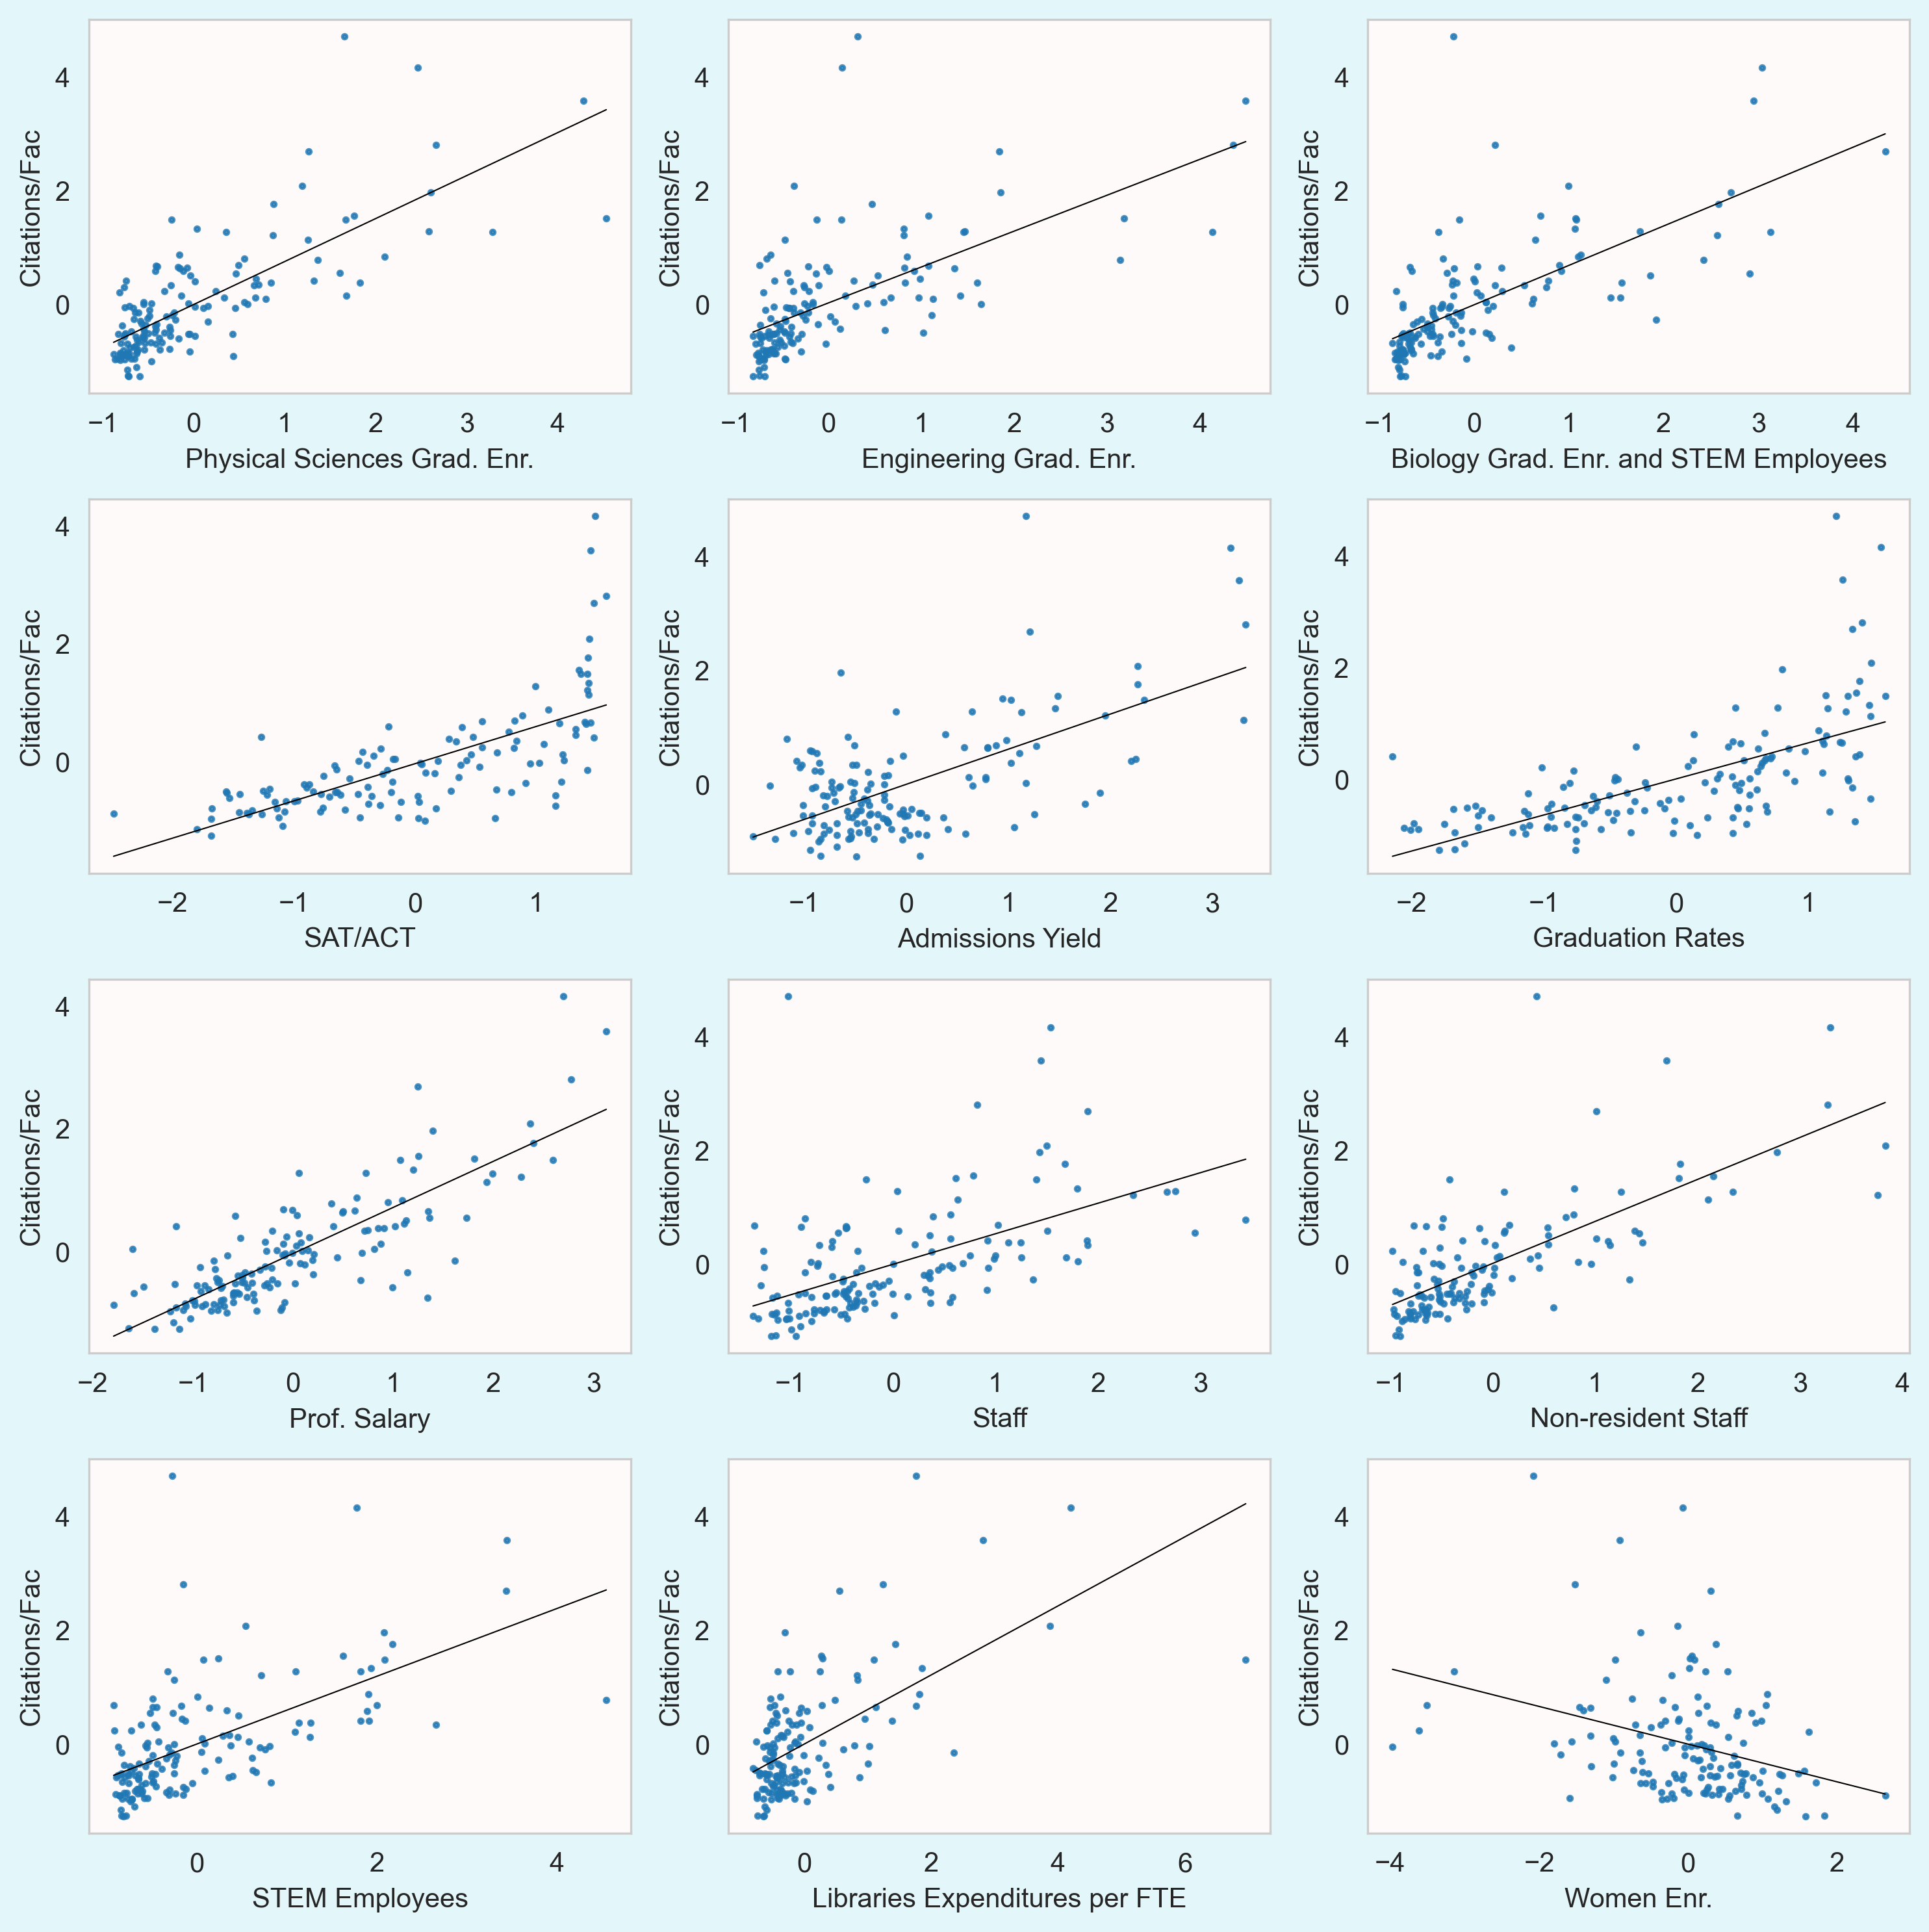 4
4
4
2
2
2
0
0
0
Citations/Fac
Citations/Fac
Citations/Fac
−1 0 1 2 3 4
−1 0 1 2 3 4
−1 0 1 2 3 4
Physical Sciences Grad. Enr.
Engineering Grad. Enr.
Biology Grad. Enr. and STEM Employees
4
4
4
2
2
2
0
0
0
Citations/Fac
Citations/Fac
Citations/Fac
−2 −1 0 1
−1 0 1 2 3
−2 −1 0 1
SAT/ACT
Admissions Yield
Graduation Rates
4
4
4
2
2
2
0
0
0
Citations/Fac
Citations/Fac
Citations/Fac
−2 −1 0 1 2 3
−1 0 1 2 3
−1 0 1 2 3 4
Prof. Salary
Staff
Non-resident Staff
4
4
4
2
2
2
0
0
0
Citations/Fac
Citations/Fac
Citations/Fac
0 2 4
0 2 4 6
−4 −2 0 2
STEM Employees
Libraries Expenditures per FTE
Women Enr.